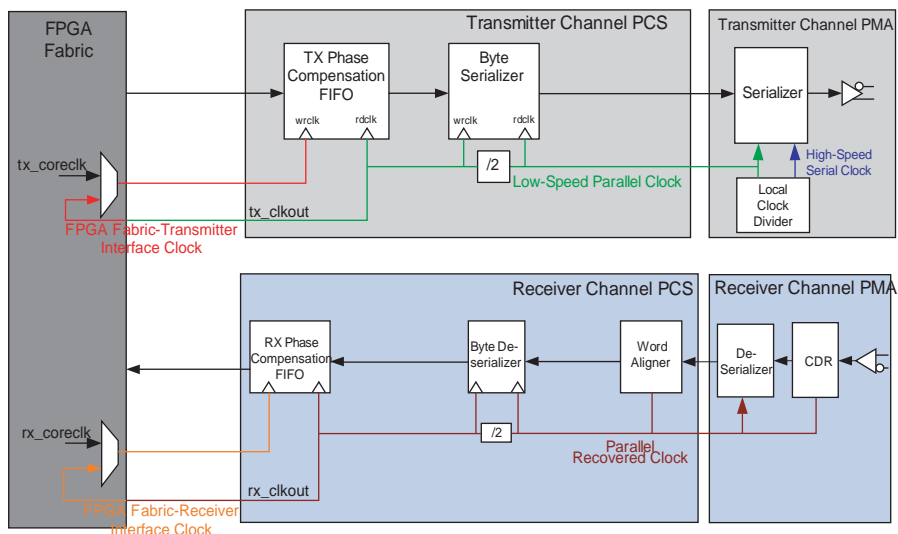 FPGA
Fabric
Transmitter Channel PCS
Transmitter Channel PMA
TX Phase
Compensation
FIFO
wrclk
rdclk
Byte
Serializer
wrclk
rdclk
Serializer
/2
Low-Speed Parallel Clock
High-Speed
Serial Clock
Local
Clock
Divider
tx_coreclk
tx_clkout
FPGA Fabric-Transmitter
Interface Clock
Receiver Channel PCS
Receiver Channel PMA
RX Phase
Compensation
FIFO
Byte De-
serializer
Word
Aligner
De-
Serializer
CDR
/2
Parallel
Recovered Clock
rx_coreclk
rx_clkout
FPGA Fabric-Receiver
Interface Clock